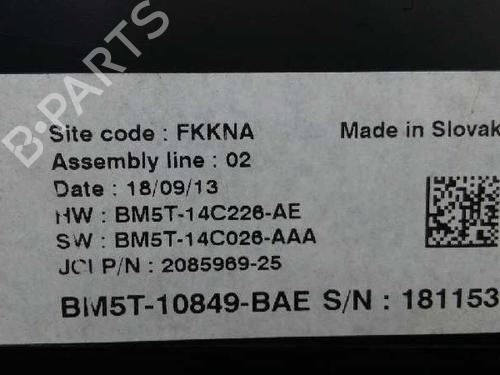 B-PARTS
Site code : FKKNA Made in Slovak
Assembly line : 02
Date : 18/09/13
HW : BM5T-14C226-AE
SW : BM5T-14C026-AAA
JCI P/N : 2085969-25
BM5T-10849-BAE S/N : 181153